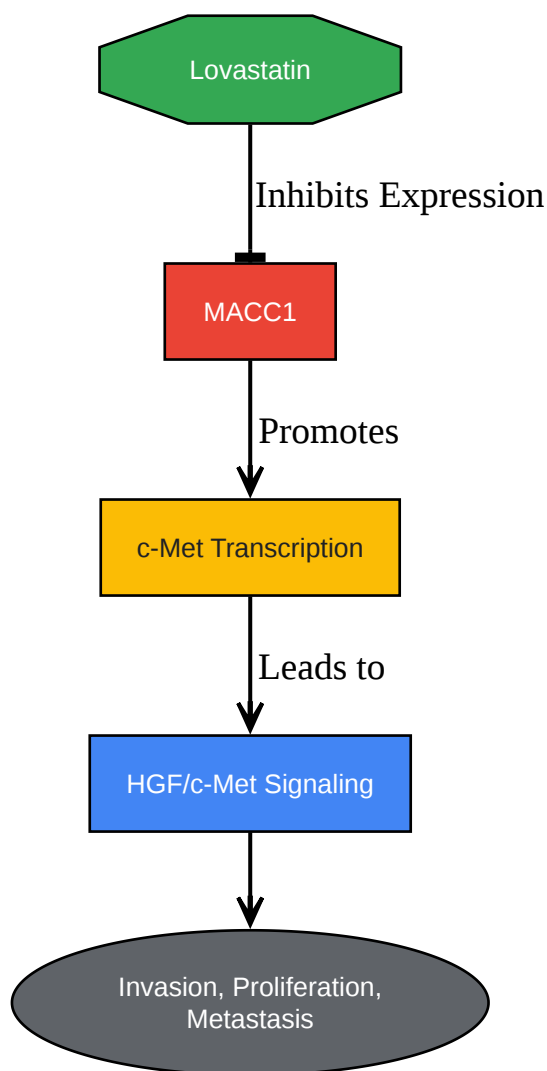 Lovastatin
Inhibits Expression
MACC1
Promotes
c-Met Transcription
Leads to
HGF/c-Met Signaling
Invasion, Proliferation,
Metastasis